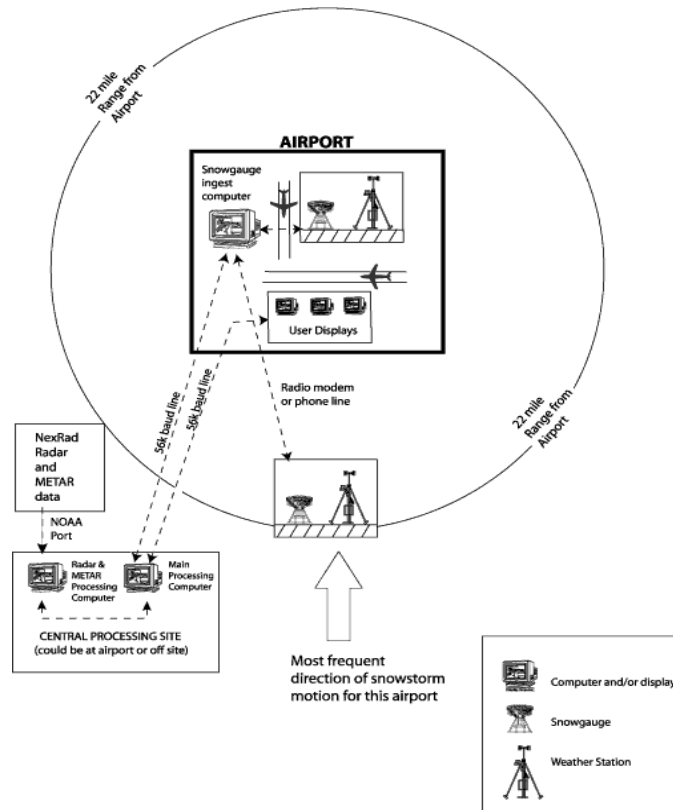 22 mile
Range from
Airport
AIRPORT
Snowgauge
ingest
computer
User Displays
56k baud line
56k baud line
Radio modem
or phone line
22 mile
Range from
Airport
NexRad
Radar
and
METAR
data
NOAA
Port
Radar &
METAR
Processing
Computer
Main
Processing
Computer
CENTRAL PROCESSING SITE
(could be at airport or off site)
Most frequent
direction of snowstorm
motion for this airport
Computer and/or display
Snowgauge
Weather Station